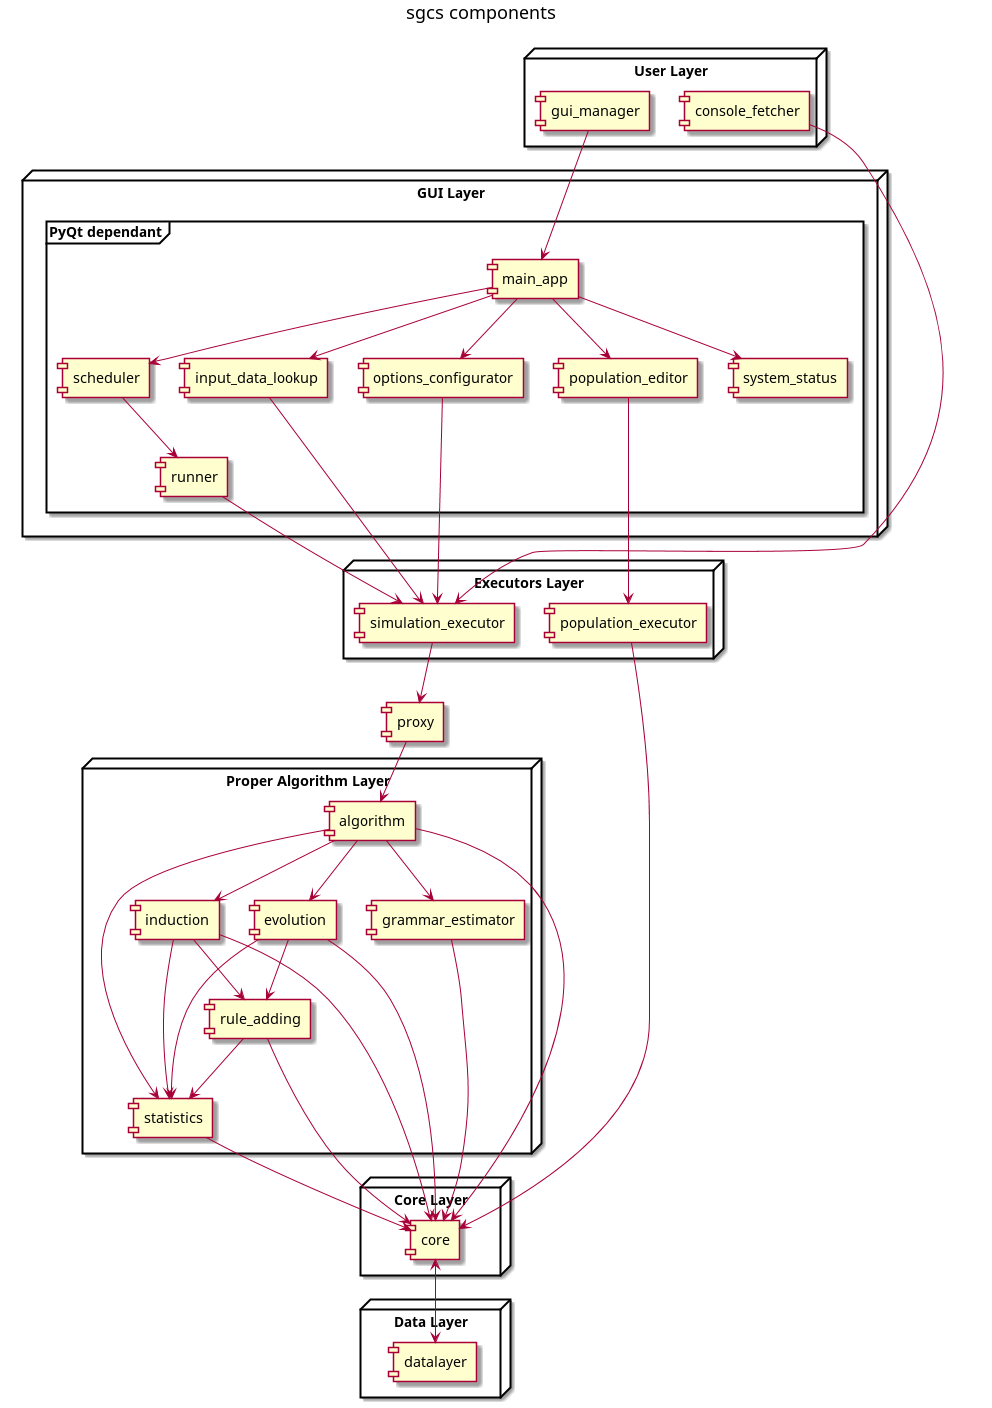 sgcs components
User Layer
gui_manager
console_fetcher
GUI Layer
PyQt dependant
main_app
scheduler
input_data_lookup
options_configurator
population_editor
system_status
runner
Executors Layer
simulation_executor
population_executor
proxy
Proper Algorithm Layer
algorithm
induction
evolution
grammar_estimator
rule_adding
statistics
Core Layer
core
Data Layer
datalayer